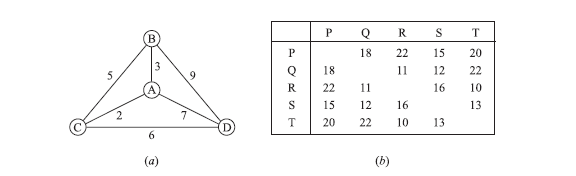 B
5
3
9
A
2
7
C
D
6
(a)
P Q R S T
P 18 22 15 20
Q 18 11 12 22
R 22 11 16 10
S 15 12 16 13
T 20 22 10 13
(b)